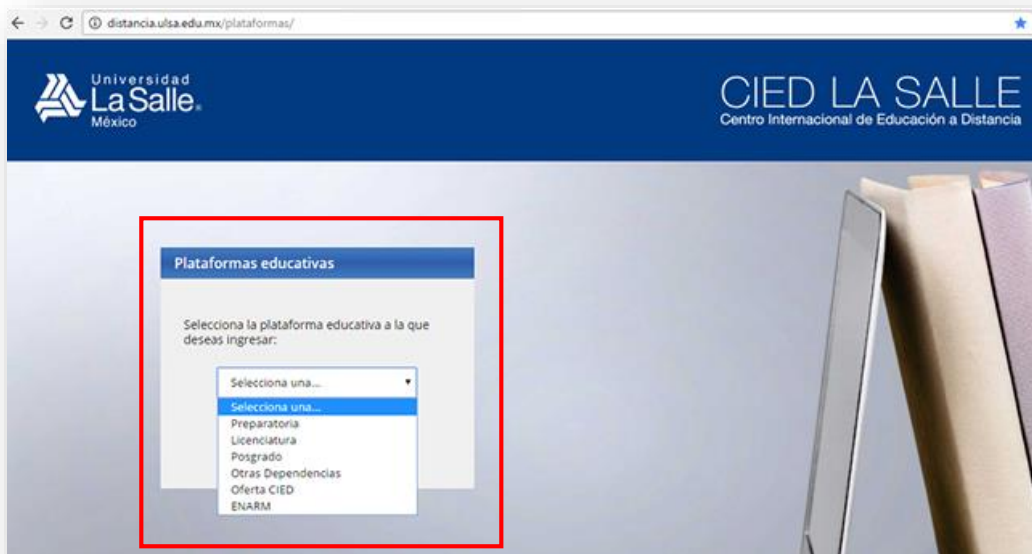 distancia.ulsa.edu.mx/plataformas/
Universidad
La Salle.
México
CIED LA SALLE
Centro Internacional de Educación a Distancia
Plataformas educativas
Selecciona la plataforma educativa a la que
deseas ingresar:
Selecciona una...
Selecciona una...
Preparatoria
Licenciatura
Posgrado
Otras Dependencias
Oferta CIED
ENARM